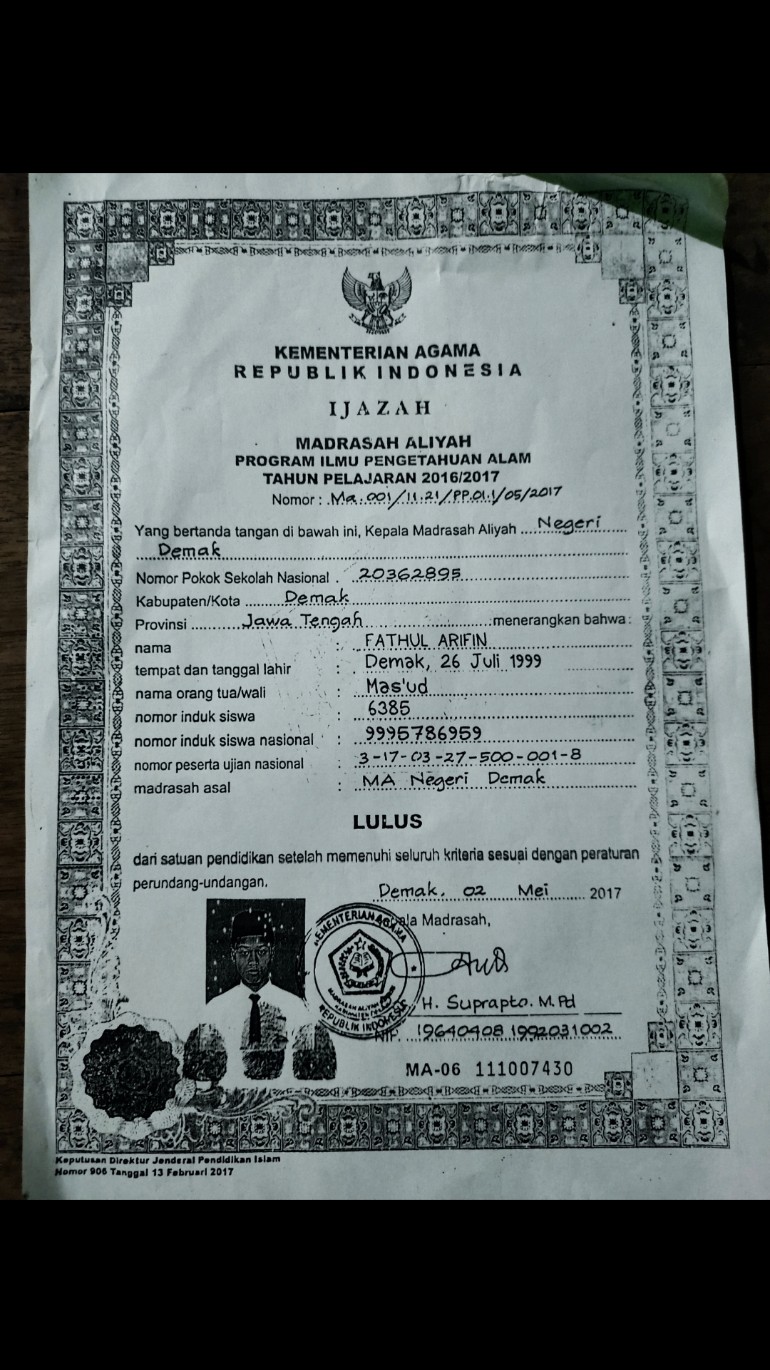 KEMENTERIAN AGAMA
REPUBLIK INDONESIA
IJAZAH
MADRASAH ALIYAH
PROGRAM ILMU PENGETAHUAN ALAM
TAHUN PELAJARAN 2016/2017
Nomor : Ma.001/11.21/PP.01.1/05/2017
Yang bertanda tangan di bawah ini, Kepala Madrasah Aliyah Negeri
Demak
Nomor Pokok Sekolah Nasional 20362895
Kabupaten/Kota Demak
Provinsi Jawa Tengah menerangkan bahwa:
nama : FATHUL ARIFIN
tempat dan tanggal lahir : Demak, 26 Juli 1999
nama orang tua/wali : Mas'ud
nomor induk siswa : 6385
nomor induk siswa nasional : 9995786959
nomor peserta ujian nasional : 3-17-03-27-500-001-8
madrasah asal : MA Negeri Demak
LULUS
dari satuan pendidikan setelah memenuhi seluruh kriteria sesuai dengan peraturan
perundang-undangan.
Demak, 02 Mei 2017
ala Madrasah,
KEMENTERIAN AGAMA
REPUBLIK INDONESIA
H. Suprapto. M.Pd
NIP. 19640408 1992031002
MA-06 111007430
Keputusan Direktur Jenderal Pendidikan Islam
Nomor 906 Tanggal 13 Februari 2017